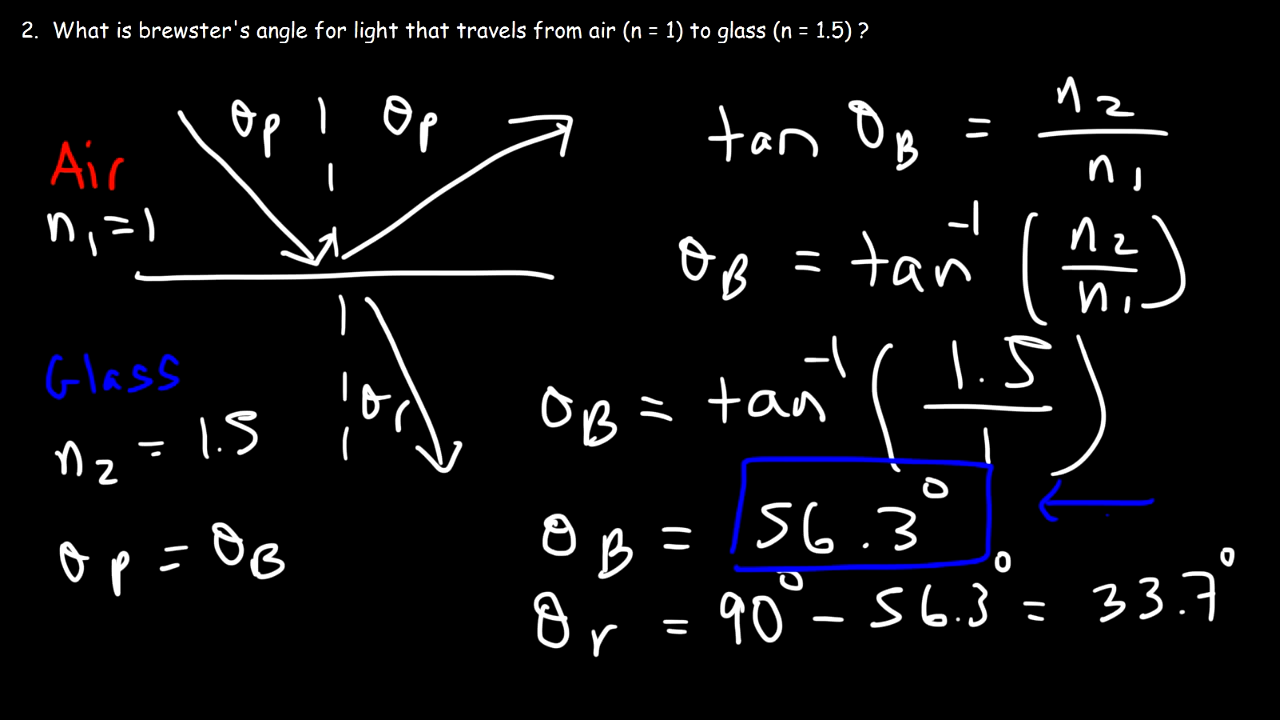 2. What is brewster's angle for light that travels from air (n = 1) to glass (n = 1.5) ?
θp | θp
Air
n₁ = 1
Glass
n₂ = 1.5
θr
θp = θB
tan θB = n₂/n₁
θB = tan⁻¹ (n₂/n₁)
θB = tan⁻¹ (1.5/1)
θB = 56.3°
θr = 90° − 56.3° = 33.7°